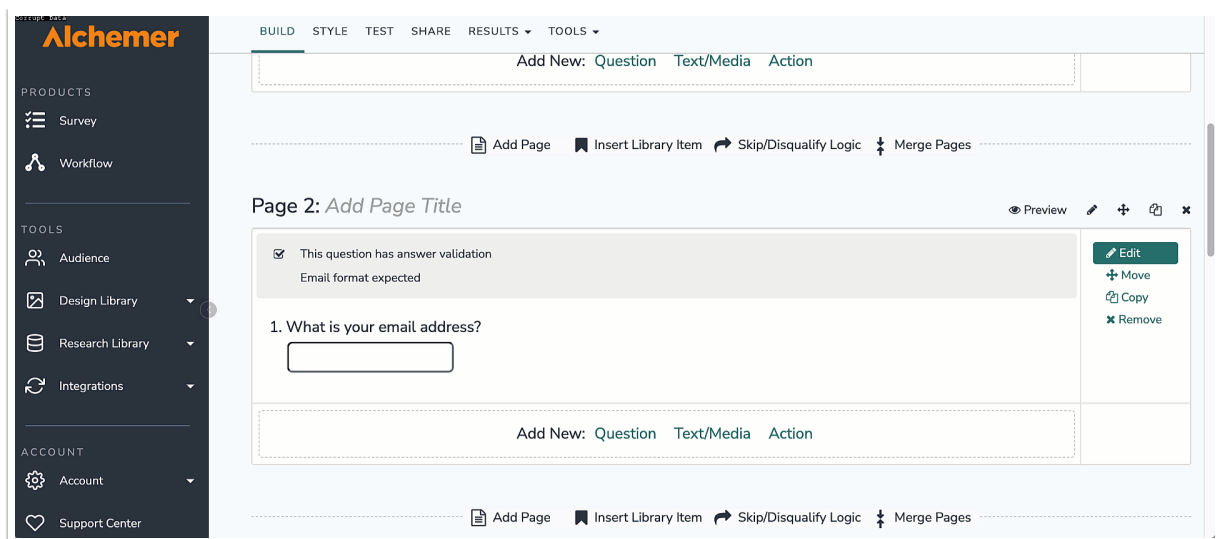 Corrupt Data
Alchemer
BUILD STYLE TEST SHARE RESULTS TOOLS
PRODUCTS
Survey
Workflow
TOOLS
Audience
Design Library
Research Library
Integrations
ACCOUNT
Account
Support Center
Add New: Question Text/Media Action
Add Page Insert Library Item Skip/Disqualify Logic Merge Pages
Page 2: Add Page Title
Preview
This question has answer validation
Email format expected
Edit
Move
Copy
Remove
1. What is your email address?
Add New: Question Text/Media Action
Add Page Insert Library Item Skip/Disqualify Logic Merge Pages